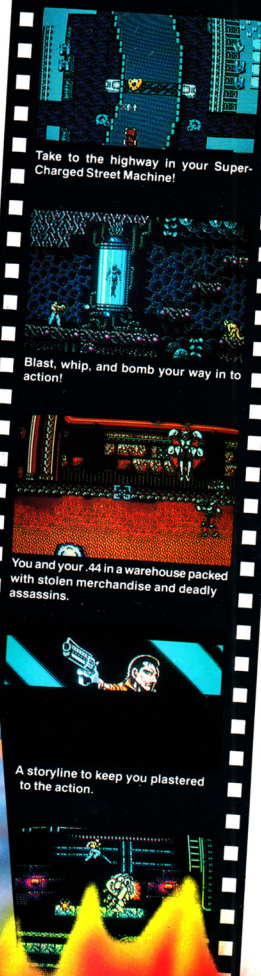 Take to the highway in your Super-
Charged Street Machine!
Blast, whip, and bomb your way in to
action!
You and your .44 in a warehouse packed
with stolen merchandise and deadly
assassins.
A storyline to keep you plastered
to the action.